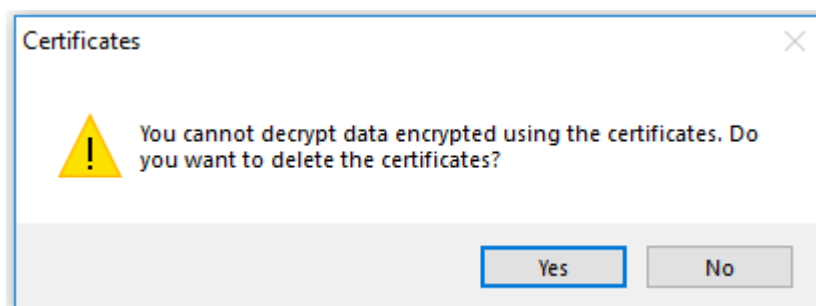 Certificates
You cannot decrypt data encrypted using the certificates. Do
you want to delete the certificates?
Yes
No